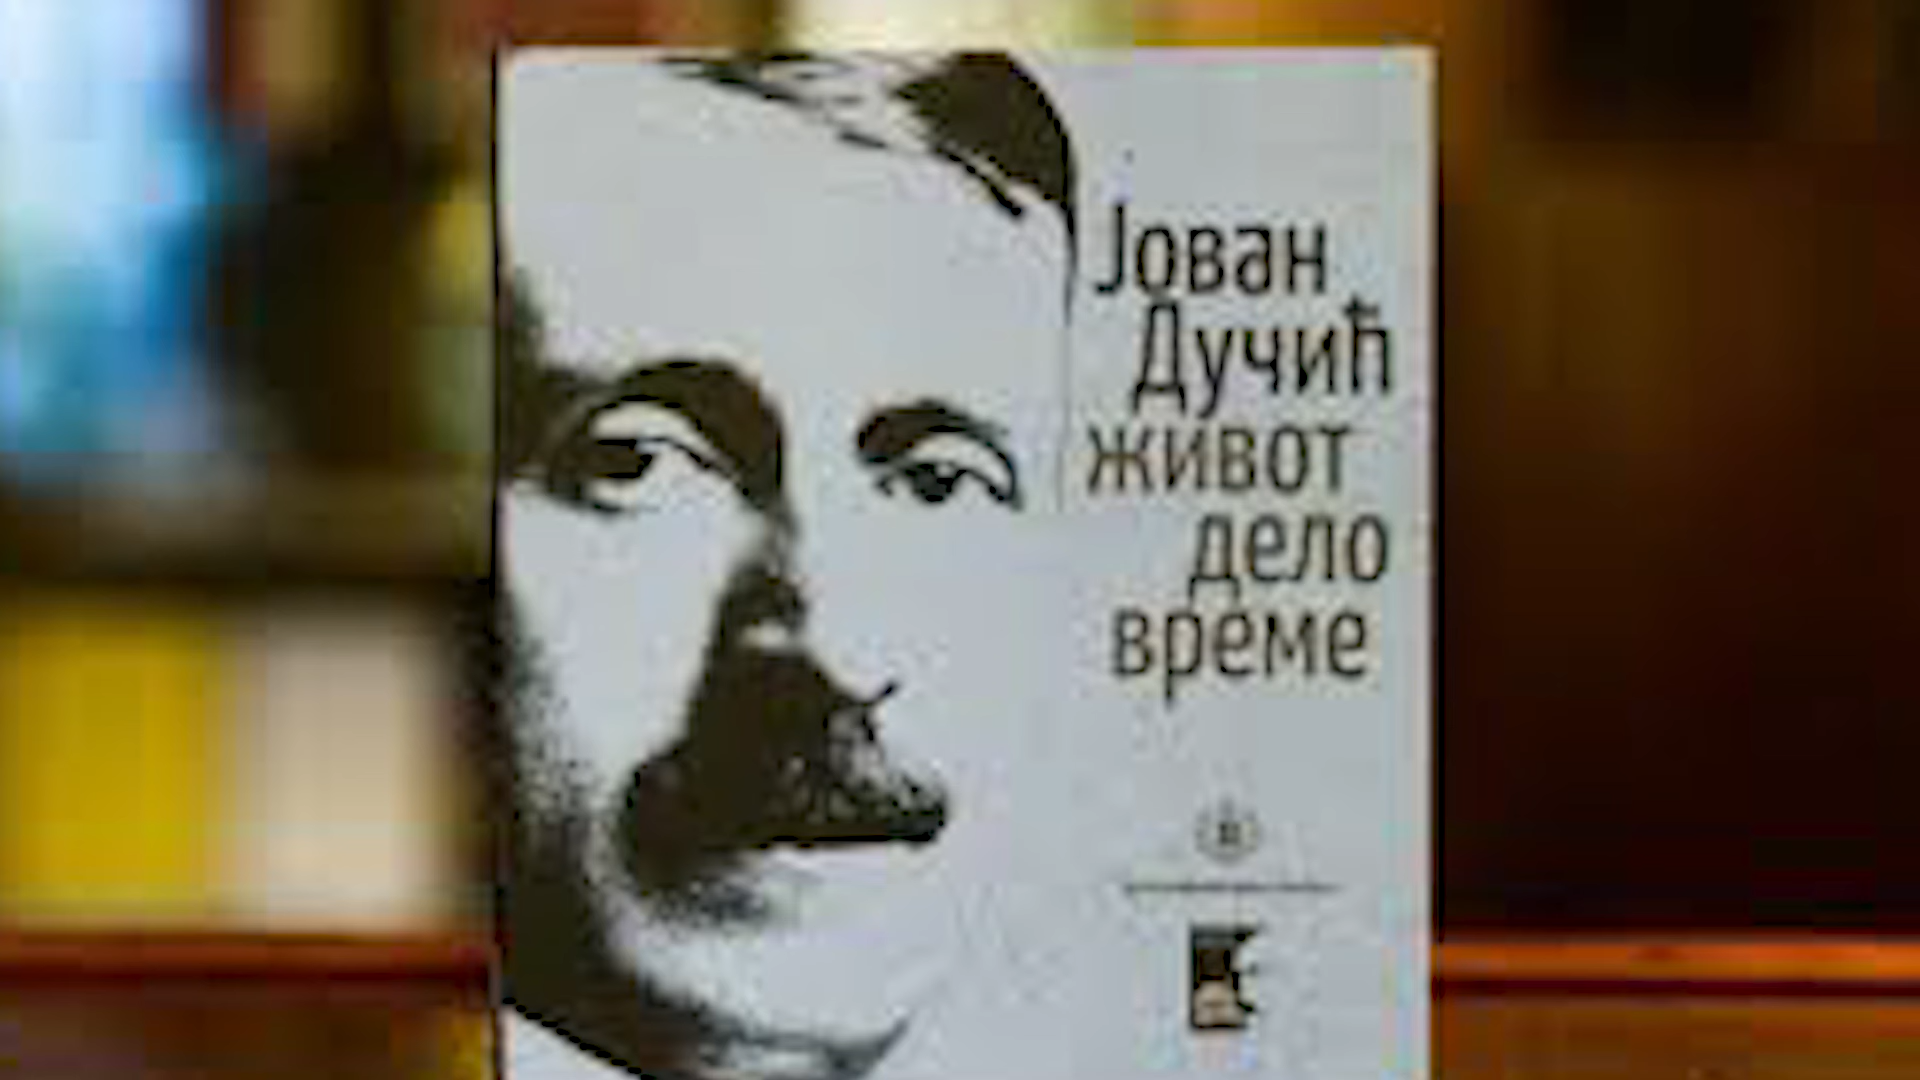 Јован
Дучић
живот
дело
време